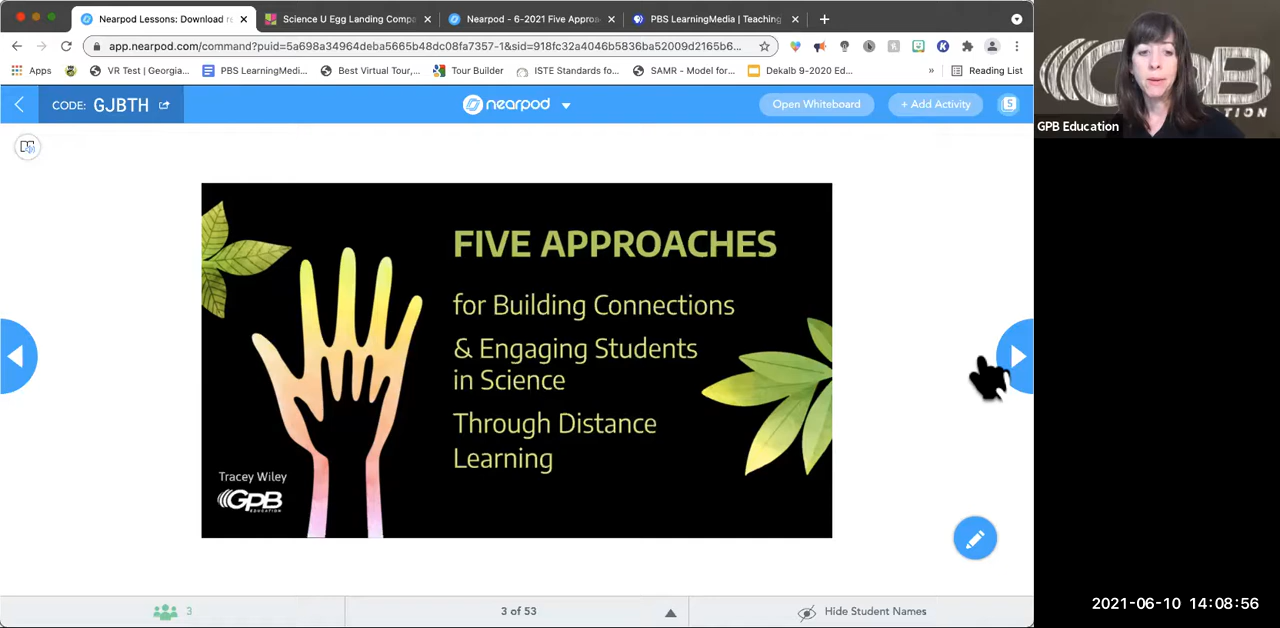 Nearpod Lessons: Download re
Science U Egg Landing Compa
Nearpod - 6-2021 Five Approa
PBS LearningMedia | Teaching
app.nearpod.com/command?puid=5a698a34964deba5665b48dc08fa7357-1&sid=918fc32a4046b5836ba52009d2165b6...
Apps
VR Test | Georgia...
PBS LearningMedi...
Best Virtual Tour,...
Tour Builder
ISTE Standards fo...
SAMR - Model for...
Dekalb 9-2020 Ed...
»
Reading List
CODE: GJBTH
nearpod
Open Whiteboard
+ Add Activity
5
GPB Education
FIVE APPROACHES
for Building Connections
& Engaging Students
in Science
Through Distance
Learning
Tracey Wiley
GPB
EDUCATION
3
3 of 53
Hide Student Names
2021-06-10 14:08:56